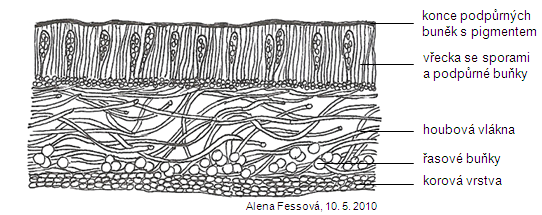 konce podpůrných
buněk s pigmentem
vřecka se sporami
a podpůrné buňky
houbová vlákna
řasové buňky
korová vrstva
Alena Fessová, 10. 5. 2010